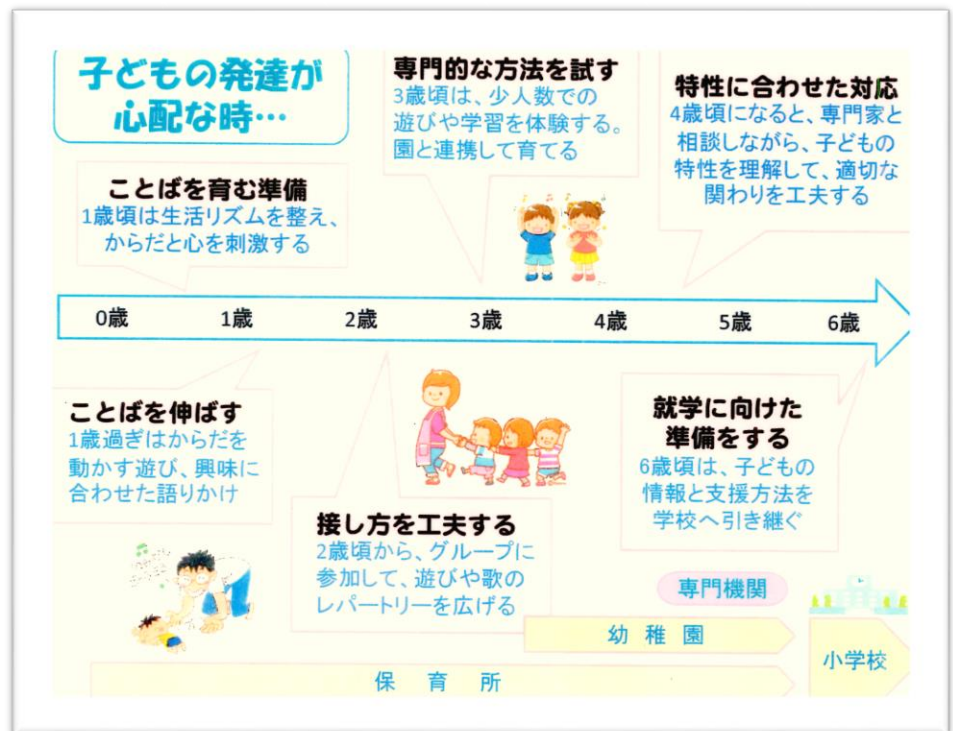 子どもの発達が
心配な時…
ことばを育む準備
1歳頃は生活リズムを整え、
からだと心を刺激する
専門的な方法を試す
3歳頃は、少人数での
遊びや学習を体験する。
園と連携して育てる
特性に合わせた対応
4歳頃になると、専門家と
相談しながら、子どもの
特性を理解して、適切な
関わりを工夫する
0歳 1歳 2歳 3歳 4歳 5歳 6歳
ことばを伸ばす
1歳過ぎはからだを
動かす遊び、興味に
合わせた語りかけ
接し方を工夫する
2歳頃から、グループに
参加して、遊びや歌の
レパートリーを広げる
就学に向けた
準備をする
6歳頃は、子どもの
情報と支援方法を
学校へ引き継ぐ
専門機関
幼稚園
小学校
保育所